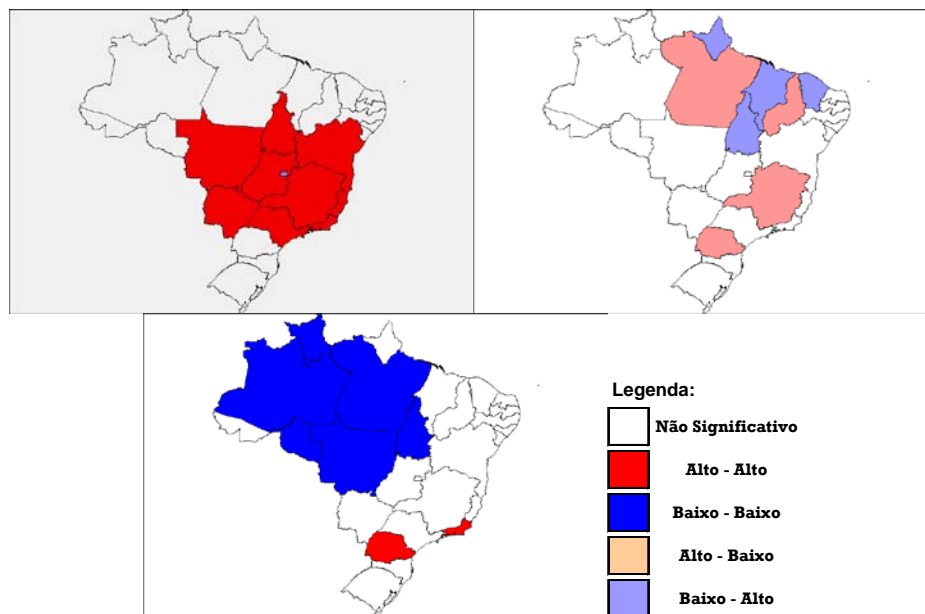 Legenda:
Não Significativo
Alto - Alto
Baixo - Baixo
Alto - Baixo
Baixo - Alto